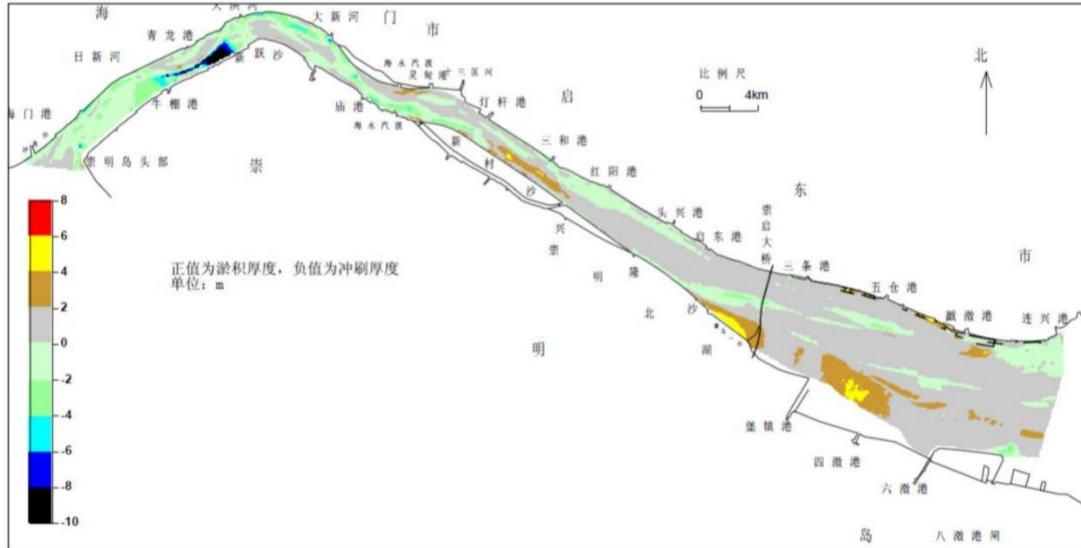 海
大新河
门
市
青龙港
日新河
新跃沙
海门港
牛棚港
崇明岛头部
海永汽渡
灵甸港
十三匡河
庙港
海永汽渡
灯杆港
启
三和港
红阳港
新村沙
头兴港
启东港
崇启大桥
东
三条港
五仓港
戤滧港
连兴港
市
比例尺
0 4km
北
崇
明
岛
兴隆沙
崇明北湖
堡镇港
四滧港
六滧港
八滧港闸
正值为淤积厚度，负值为冲刷厚度
单位：m
8
6
4
2
0
-2
-4
-6
-8
-10